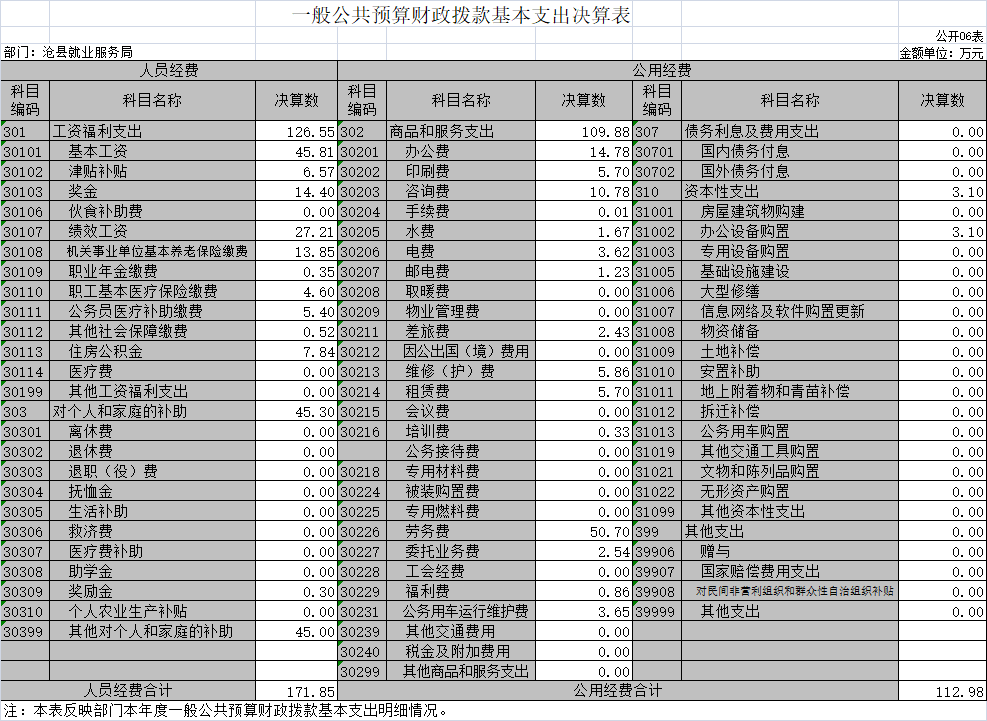 一般公共预算财政拨款基本支出决算表
公开06表
部门：沧县就业服务局 金额单位：万元
人员经费 公用经费
科目编码 科目名称 决算数 科目编码 科目名称 决算数 科目编码 科目名称 决算数
301 工资福利支出 126.55 302 商品和服务支出 109.88 307 债务利息及费用支出 0.00
30101 基本工资 45.81 30201 办公费 14.78 30701 国内债务付息 0.00
30102 津贴补贴 6.57 30202 印刷费 5.70 30702 国外债务付息 0.00
30103 奖金 14.40 30203 咨询费 10.78 310 资本性支出 3.10
30106 伙食补助费 0.00 30204 手续费 0.01 31001 房屋建筑物购建 0.00
30107 绩效工资 27.21 30205 水费 1.67 31002 办公设备购置 3.10
30108 机关事业单位基本养老保险缴费 13.85 30206 电费 3.62 31003 专用设备购置 0.00
30109 职业年金缴费 0.35 30207 邮电费 1.23 31005 基础设施建设 0.00
30110 职工基本医疗保险缴费 4.60 30208 取暖费 0.00 31006 大型修缮 0.00
30111 公务员医疗补助缴费 5.40 30209 物业管理费 0.00 31007 信息网络及软件购置更新 0.00
30112 其他社会保障缴费 0.52 30211 差旅费 2.43 31008 物资储备 0.00
30113 住房公积金 7.84 30212 因公出国（境）费用 0.00 31009 土地补偿 0.00
30114 医疗费 0.00 30213 维修（护）费 5.86 31010 安置补助 0.00
30199 其他工资福利支出 0.00 30214 租赁费 5.70 31011 地上附着物和青苗补偿 0.00
303 对个人和家庭的补助 45.30 30215 会议费 0.00 31012 拆迁补偿 0.00
30301 离休费 0.00 30216 培训费 0.33 31013 公务用车购置 0.00
30302 退休费 0.00 公务接待费 0.00 31019 其他交通工具购置 0.00
30303 退职（役）费 0.00 30218 专用材料费 0.00 31021 文物和陈列品购置 0.00
30304 抚恤金 0.00 30224 被装购置费 0.00 31022 无形资产购置 0.00
30305 生活补助 0.00 30225 专用燃料费 0.00 31099 其他资本性支出 0.00
30306 救济费 0.00 30226 劳务费 50.70 399 其他支出 0.00
30307 医疗费补助 0.00 30227 委托业务费 2.54 39906 赠与 0.00
30308 助学金 0.00 30228 工会经费 0.00 39907 国家赔偿费用支出 0.00
30309 奖励金 0.30 30229 福利费 0.86 39908 对民间非营利组织和群众性自治组织补贴 0.00
30310 个人农业生产补贴 0.00 30231 公务用车运行维护费 3.65 39999 其他支出 0.00
30399 其他对个人和家庭的补助 45.00 30239 其他交通费用 0.00
30240 税金及附加费用 0.00
30299 其他商品和服务支出 0.00
人员经费合计 171.85 公用经费合计 112.98
注：本表反映部门本年度一般公共预算财政拨款基本支出明细情况。